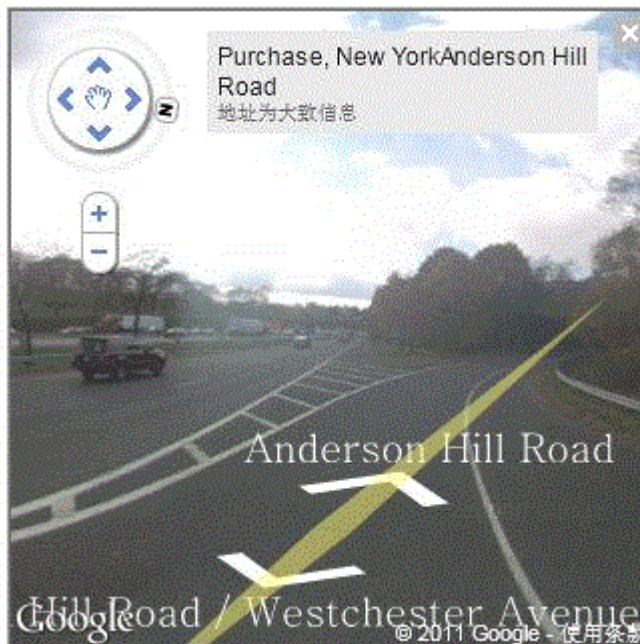 Purchase, New YorkAnderson Hill
Road
地址为大致信息
N
Anderson Hill Road
Hill Road / Westchester Avenue
Google
© 2011 Google - 使用条